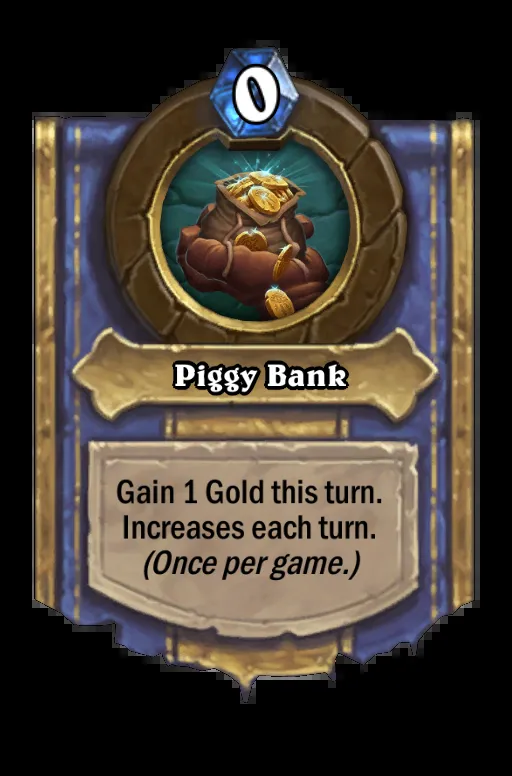 0
Piggy Bank
Gain 1 Gold this turn.
Increases each turn.
(Once per game.)